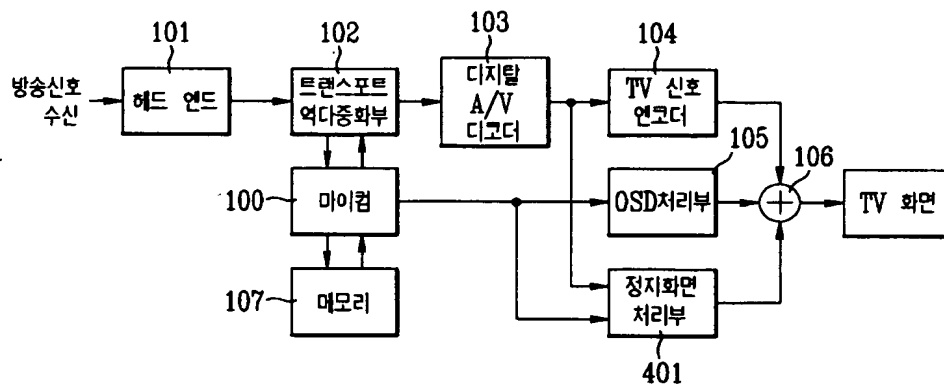 101
102
103
104
방송신호
수신
헤드 엔드
트랜스포트
역다중화부
디지탈
A/V
디코더
TV 신호
엔코더
105
106
100
마이컴
OSD처리부
+
TV 화면
107
메모리
정지화면
처리부
401